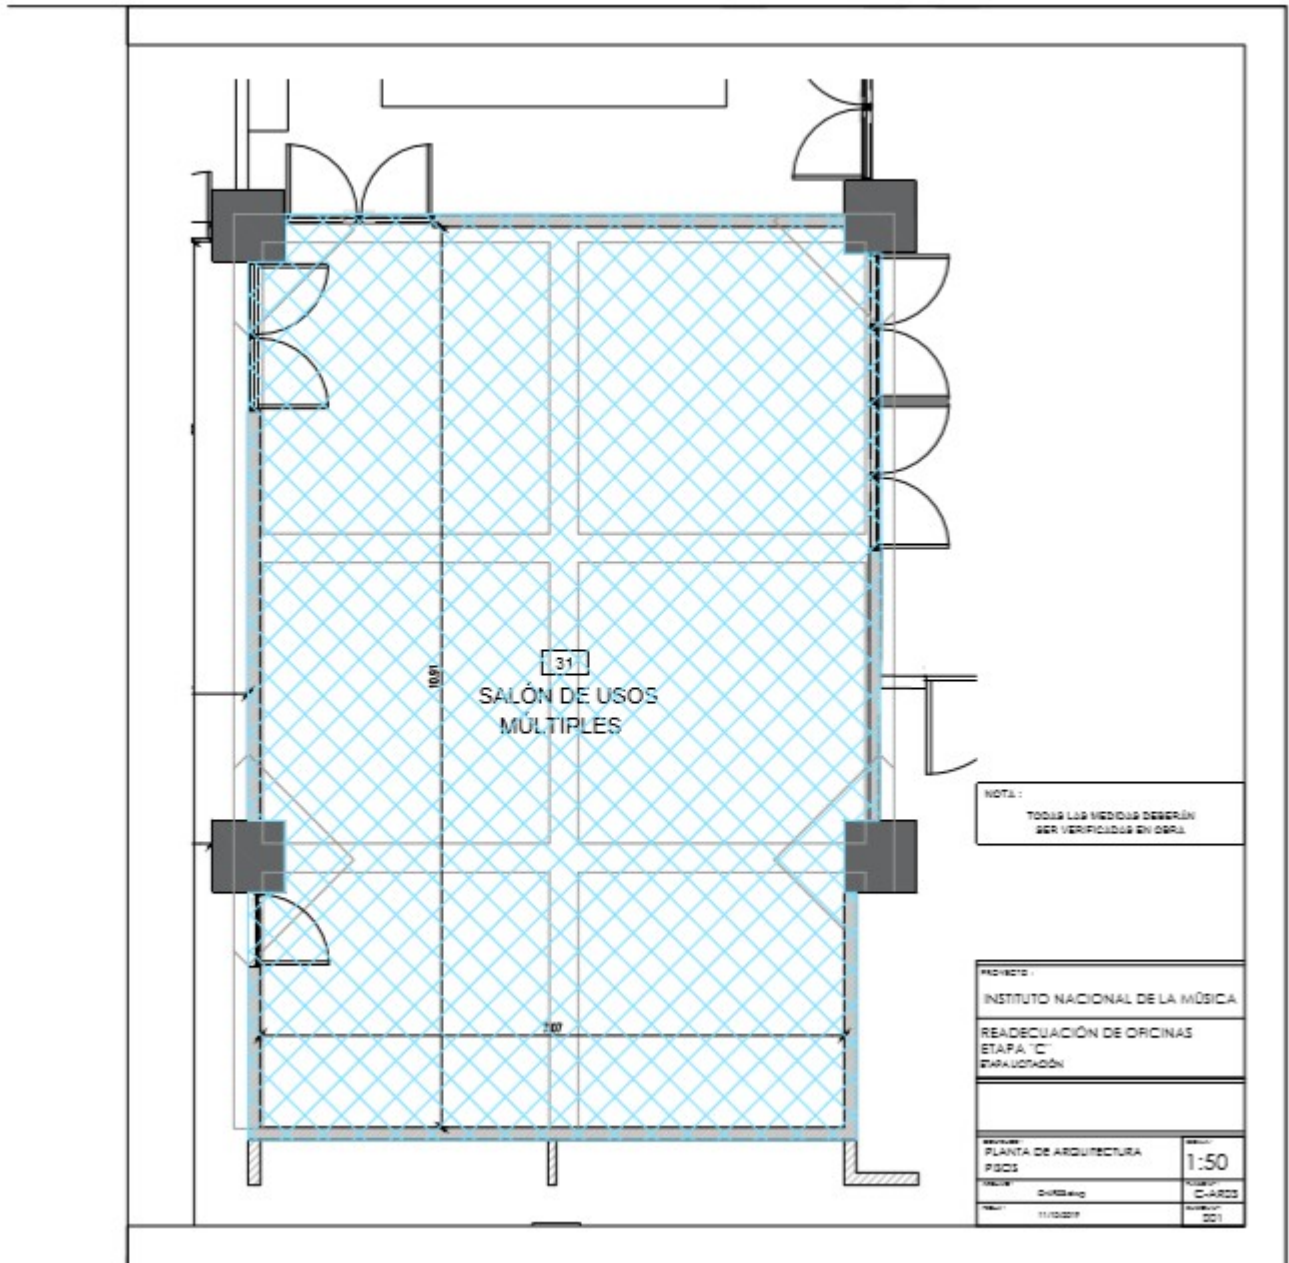 31
SALÓN DE USOS
MÚLTIPLES
10.91
7.07
NOTA :
TODAS LAS MEDIDAS DEBERÁN
SER VERIFICADAS EN OBRA
PROYECTO :
INSTITUTO NACIONAL DE LA MÚSICA
READECUACIÓN DE OFICINAS
ETAPA "C"
ETAPA LICITACIÓN
PLANTA DE ARQUITECTURA
PISOS
1:50